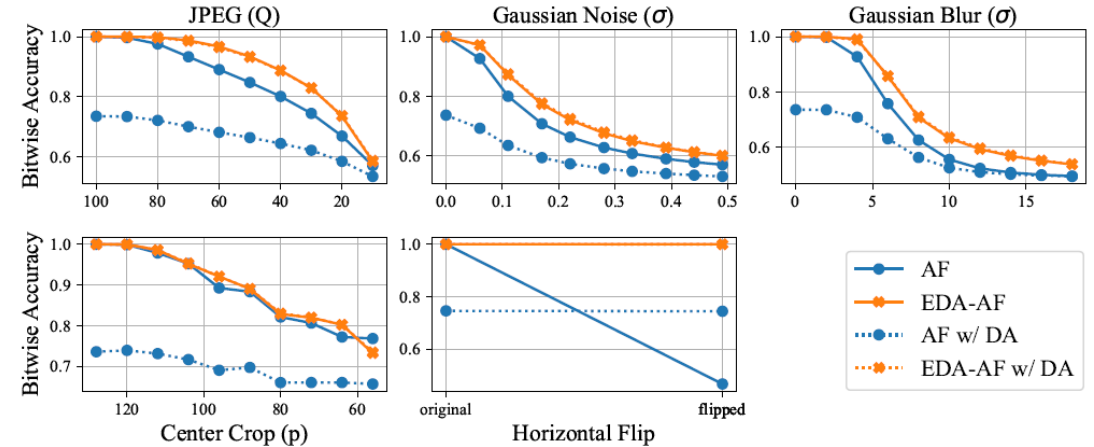 JPEG (Q)
Gaussian Noise (σ)
Gaussian Blur (σ)
Bitwise Accuracy
1.0
0.8
0.6
100
80
60
40
20
1.0
0.8
0.6
0.0
0.1
0.2
0.3
0.4
0.5
1.0
0.8
0.6
0
5
10
15
Bitwise Accuracy
1.0
0.9
0.8
0.7
120
100
80
60
Center Crop (p)
1.0
0.8
0.6
original
flipped
Horizontal Flip
AF
EDA-AF
AF w/ DA
EDA-AF w/ DA